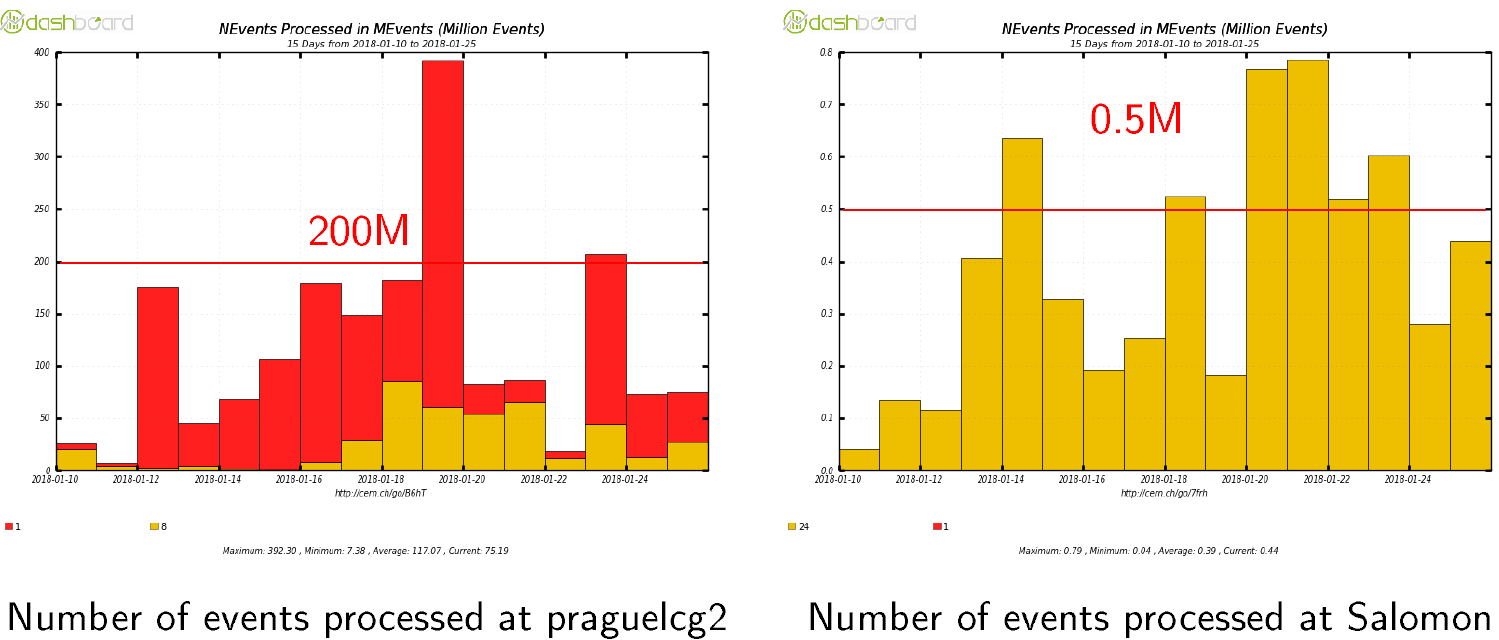 dashboard
NEvents Processed in MEvents (Million Events)
15 Days from 2018-01-10 to 2018-01-25
400
350
300
250
200
150
100
50
0
200M
2018-01-10 2018-01-12 2018-01-14 2018-01-16 2018-01-18 2018-01-20 2018-01-22 2018-01-24
http://cern.ch/go/B6hT
1 8
Maximum: 392.30 , Minimum: 7.38 , Average: 117.07 , Current: 75.19
Number of events processed at praguelcg2
dashboard
NEvents Processed in MEvents (Million Events)
15 Days from 2018-01-10 to 2018-01-25
0.8
0.7
0.6
0.5
0.4
0.3
0.2
0.1
0.0
0.5M
2018-01-10 2018-01-12 2018-01-14 2018-01-16 2018-01-18 2018-01-20 2018-01-22 2018-01-24
http://cern.ch/go/7frh
24 1
Maximum: 0.79 , Minimum: 0.04 , Average: 0.39 , Current: 0.44
Number of events processed at Salomon